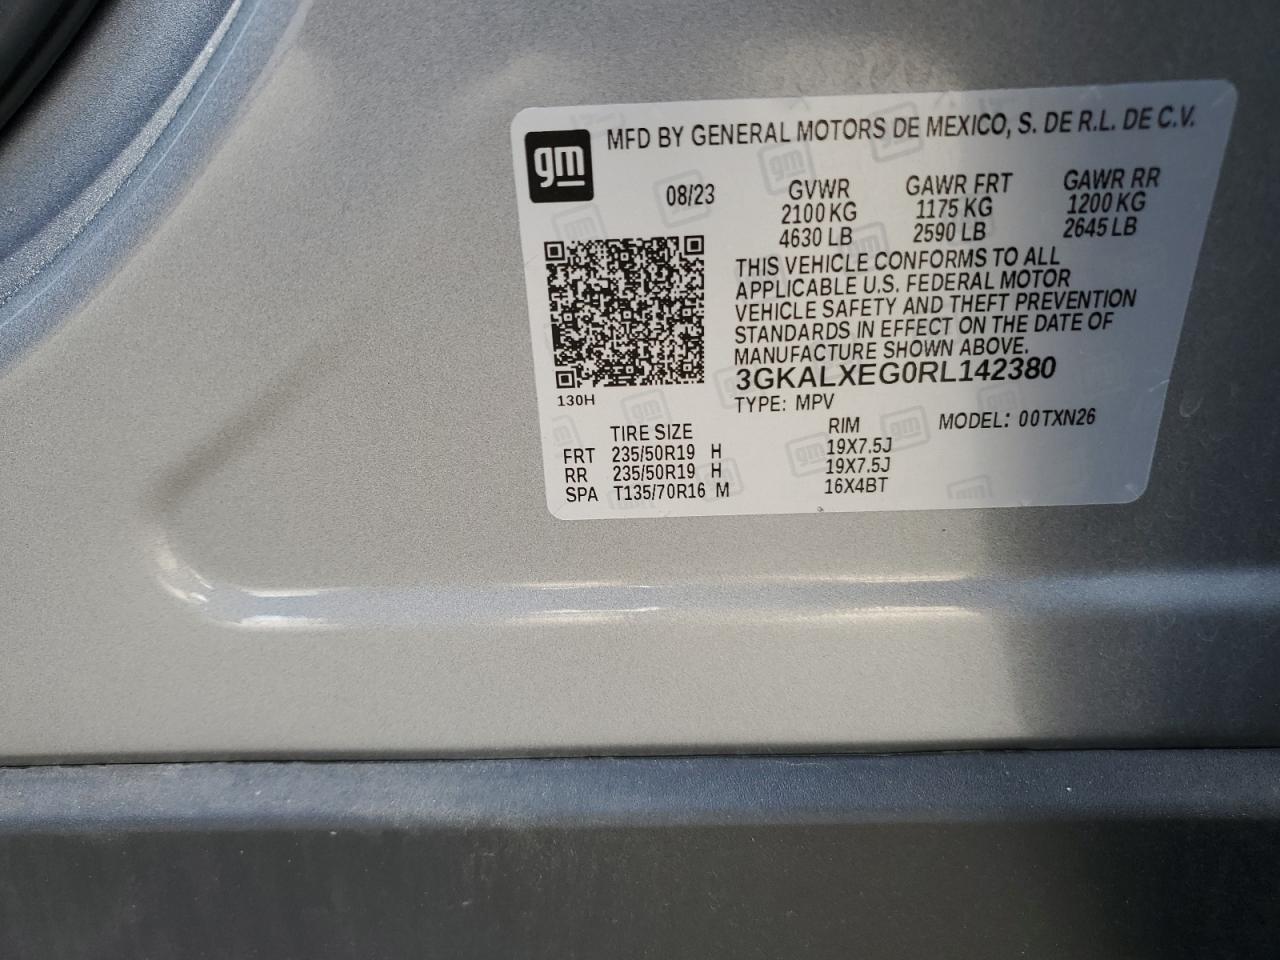 gm
MFD BY GENERAL MOTORS DE MEXICO, S. DE R.L. DE C.V.
08/23 GVWR GAWR FRT GAWR RR
2100 KG 1175 KG 1200 KG
4630 LB 2590 LB 2645 LB
THIS VEHICLE CONFORMS TO ALL
APPLICABLE U.S. FEDERAL MOTOR
VEHICLE SAFETY AND THEFT PREVENTION
STANDARDS IN EFFECT ON THE DATE OF
MANUFACTURE SHOWN ABOVE.
3GKALXEG0RL142380
130H
TYPE: MPV
MODEL: 00TXN26
TIRE SIZE RIM
FRT 235/50R19 H 19X7.5J
RR 235/50R19 H 19X7.5J
SPA T135/70R16 M 16X4BT